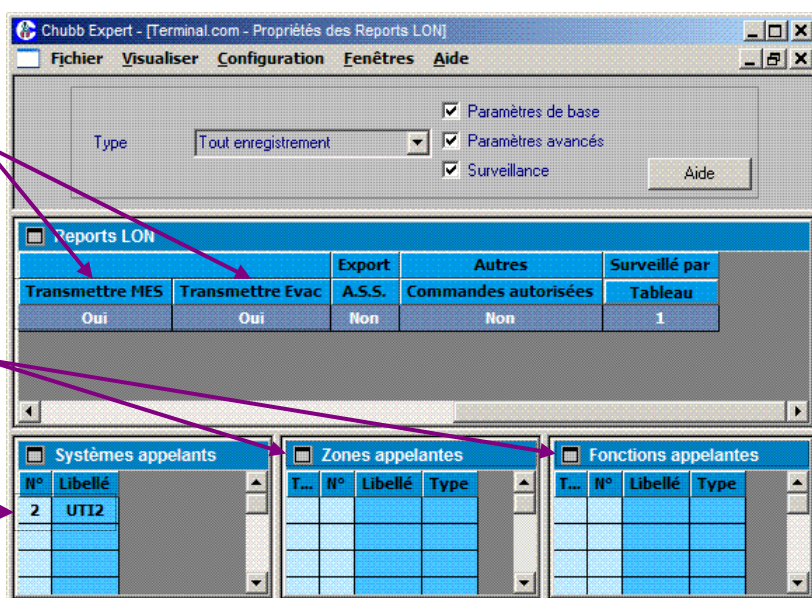 Chubb Expert - [Terminal.com - Propriétés des Reports LON]
Fichier Visualiser Configuration Fenêtres Aide
Paramètres de base
Type Tout enregistrement Paramètres avancés
Surveillance Aide
Reports LON
Export Autres Surveillé par
Transmettre MES Transmettre Evac A.S.S. Commandes autorisées Tableau
Oui Oui Non Non 1
Systèmes appelants Zones appelantes Fonctions appelantes
N° Libellé T... N° Libellé Type T... N° Libellé Type
2 UTI2